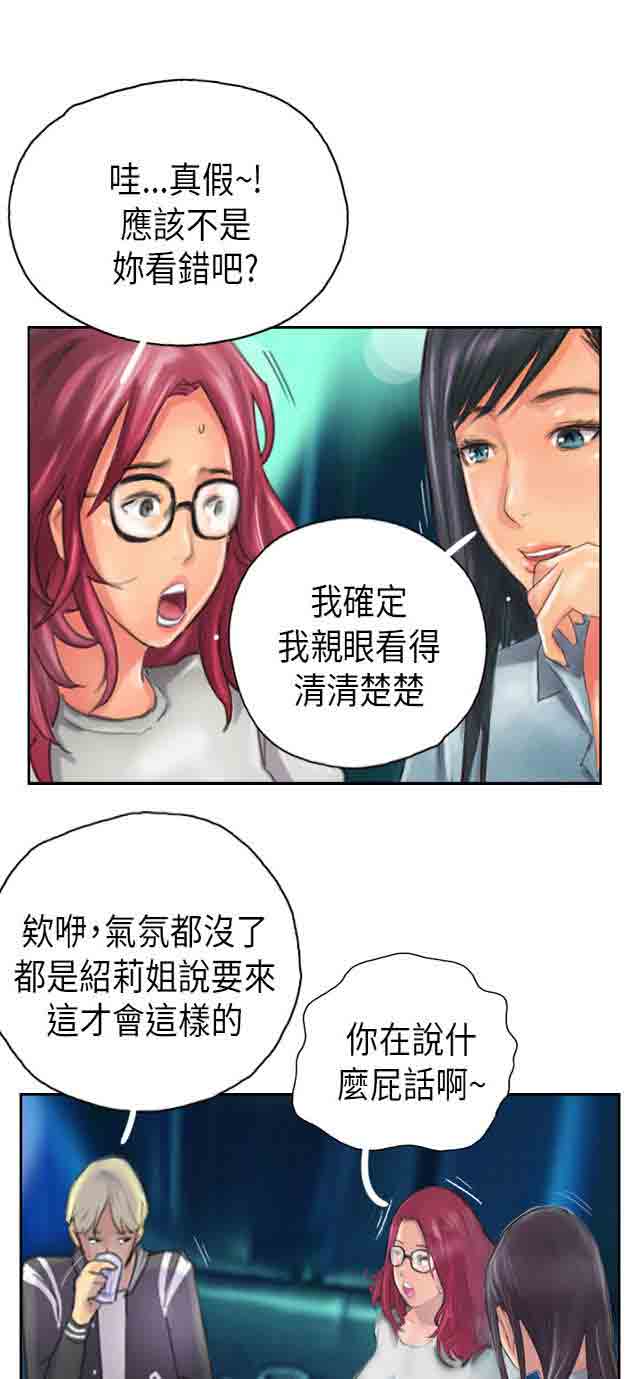 哇...真假~!
應該不是
妳看錯吧?
我確定
我親眼看得
清清楚楚
欸咿,氣氛都沒了
都是紹莉姐說要來
這才會這樣的
你在說什
麼屁話啊~